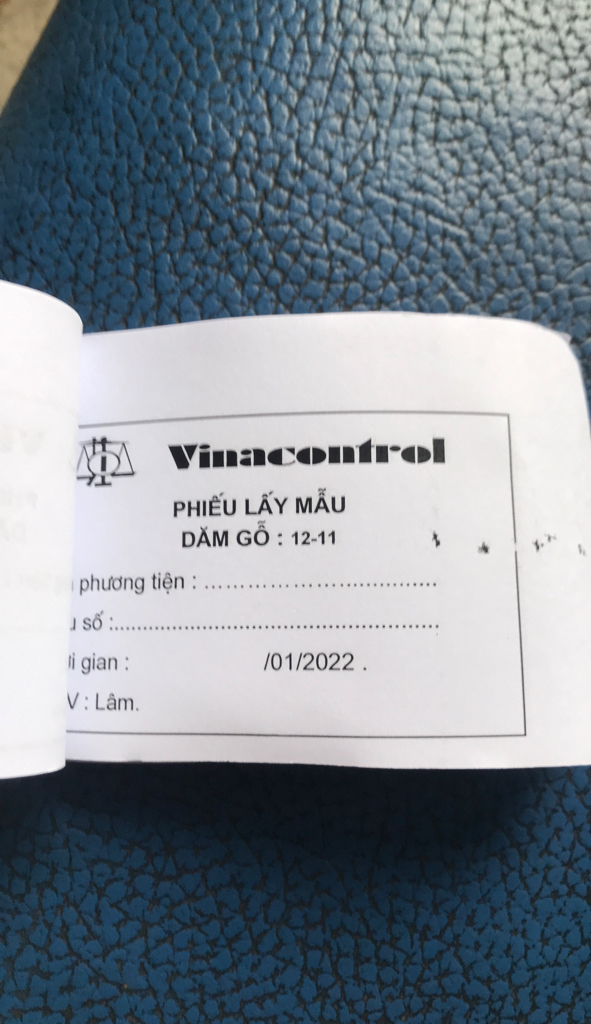 Vinacontrol
PHIẾU LẤY MẪU
DĂM GỖ : 12-11
phương tiện : ..........................................
số :......................................................
gian : /01/2022 .
V : Lâm.